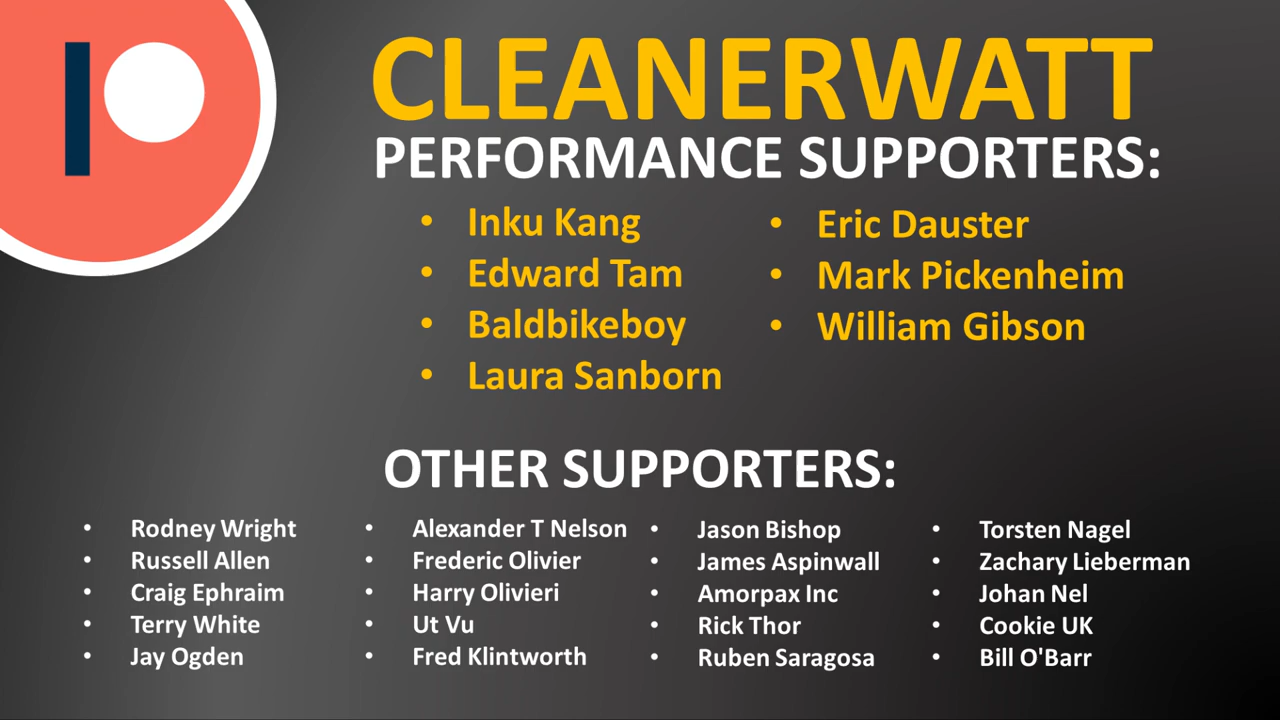 CLEANERWATT
PERFORMANCE SUPPORTERS:
• Inku Kang
• Edward Tam
• Baldbikeboy
• Laura Sanborn
• Eric Dauster
• Mark Pickenheim
• William Gibson
OTHER SUPPORTERS:
• Rodney Wright
• Russell Allen
• Craig Ephraim
• Terry White
• Jay Ogden
• Alexander T Nelson
• Frederic Olivier
• Harry Olivieri
• Ut Vu
• Fred Klintworth
• Jason Bishop
• James Aspinwall
• Amorpax Inc
• Rick Thor
• Ruben Saragosa
• Torsten Nagel
• Zachary Lieberman
• Johan Nel
• Cookie UK
• Bill O'Barr